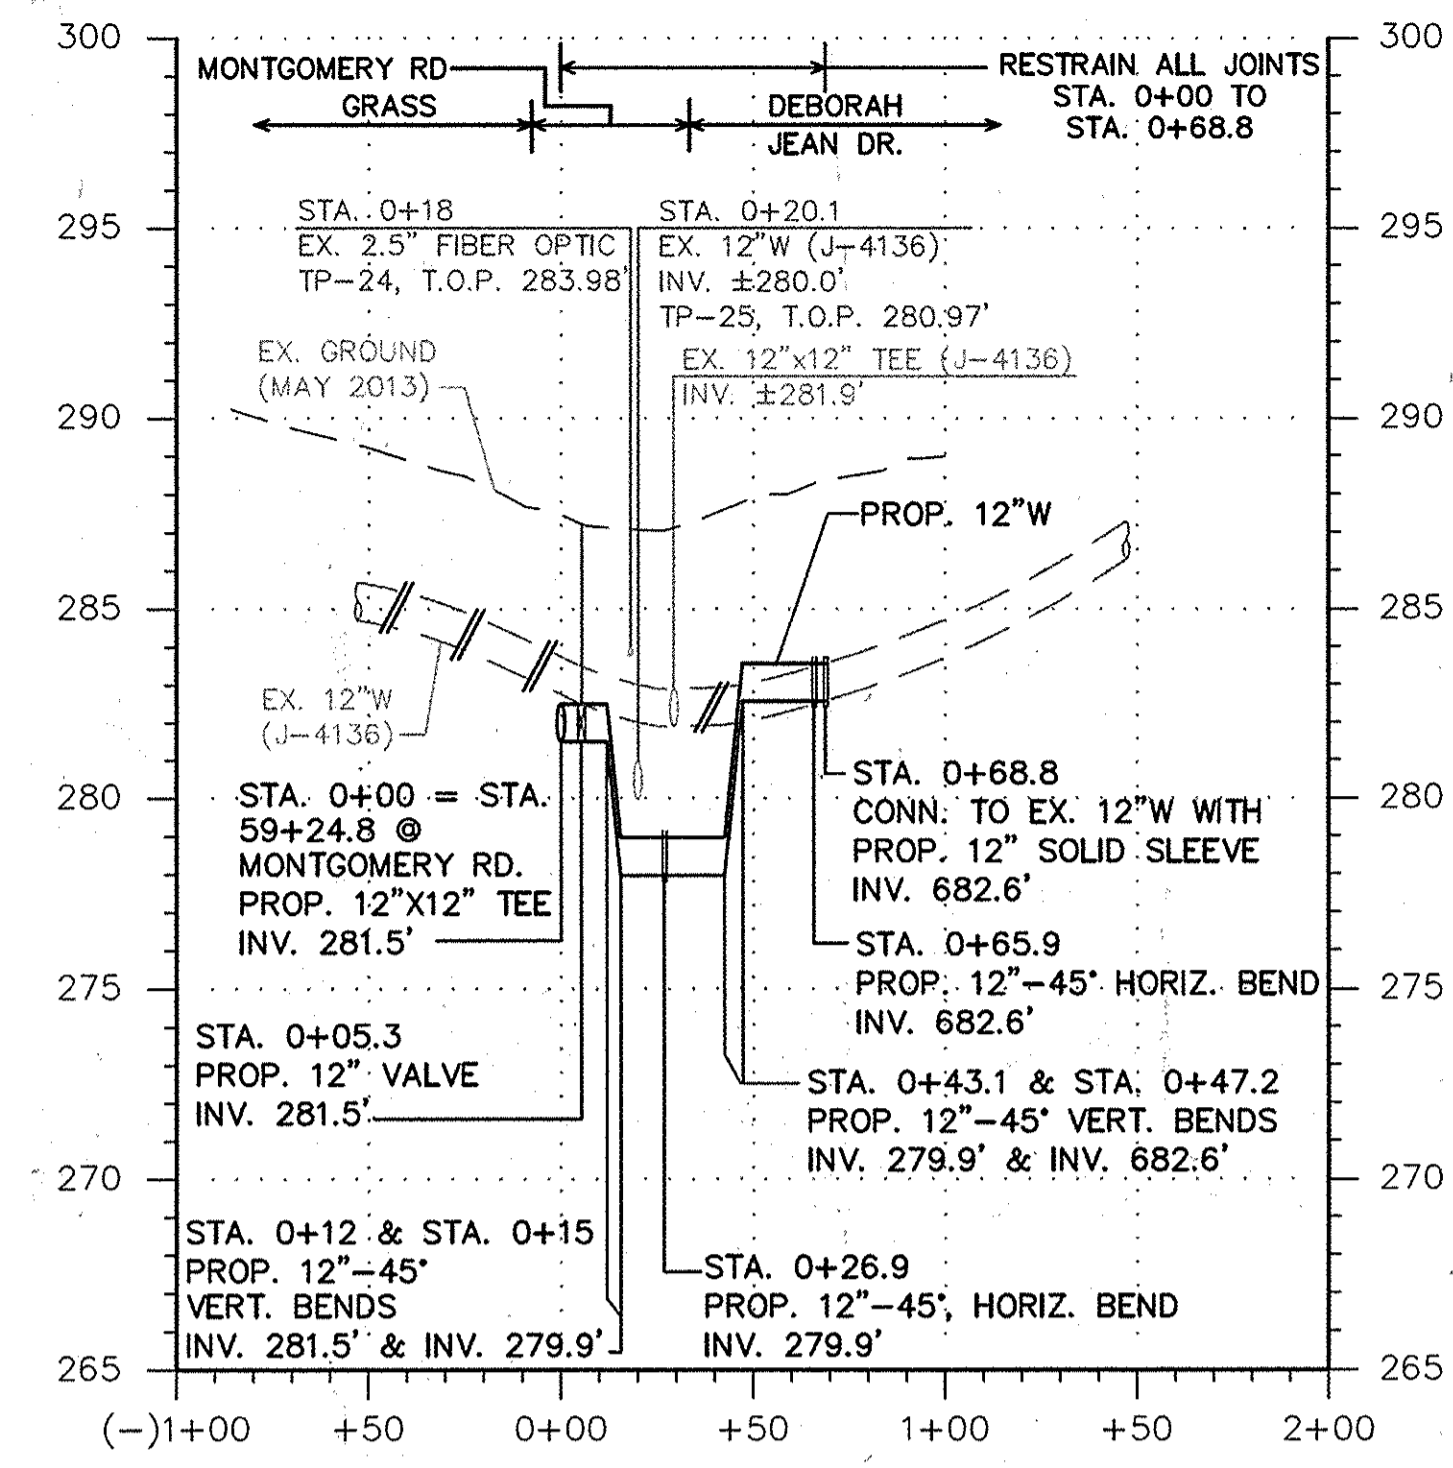 300
300
MONTGOMERY RD
RESTRAIN ALL JOINTS
STA. 0+00 TO
STA. 0+68.8
GRASS
DEBORAH
JEAN DR.
STA. 0+18
EX. 2.5" FIBER OPTIC
TP-24, T.O.P. 283.98'
STA. 0+20.1
EX. 12"W (J-4136)
INV. ±280.0'
TP-25, T.O.P. 280.97'
295
295
EX. GROUND
(MAY 2013)
EX. 12"x12" TEE (J-4136)
INV. ±281.9'
290
290
PROP. 12"W
285
285
EX. 12"W
(J-4136)
STA. 0+00 = STA.
59+24.8 @
MONTGOMERY RD.
PROP. 12"X12" TEE
INV. 281.5'
280
280
STA. 0+68.8
CONN. TO EX. 12"W WITH
PROP. 12" SOLID SLEEVE
INV. 682.6'
STA. 0+65.9
PROP. 12"-45° HORIZ. BEND
INV. 682.6'
275
275
STA. 0+05.3
PROP. 12" VALVE
INV. 281.5'
STA. 0+43.1 & STA. 0+47.2
PROP. 12"-45° VERT. BENDS
INV. 279.9' & INV. 682.6'
270
270
STA. 0+12 & STA. 0+15
PROP. 12"-45°
VERT. BENDS
INV. 281.5' & INV. 279.9'
STA. 0+26.9
PROP. 12"-45°, HORIZ. BEND
INV. 279.9'
265
265
(-)1+00 +50 0+00 +50 1+00 +50 2+00